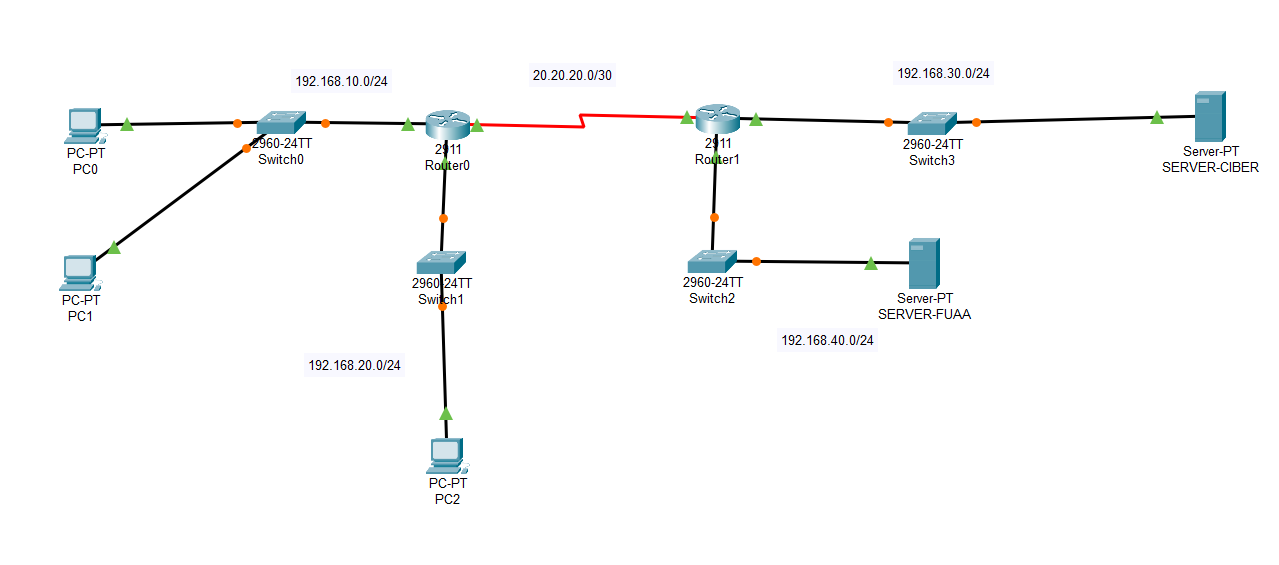 20.20.20.0/30
192.168.30.0/24
192.168.10.0/24
PC-PT
PC0
2960-24TT
Switch0
2911
Router0
2911
Router1
2960-24TT
Switch3
Server-PT
SERVER-CIBER
PC-PT
PC1
2960-24TT
Switch1
2960-24TT
Switch2
Server-PT
SERVER-FUAA
192.168.40.0/24
192.168.20.0/24
PC-PT
PC2